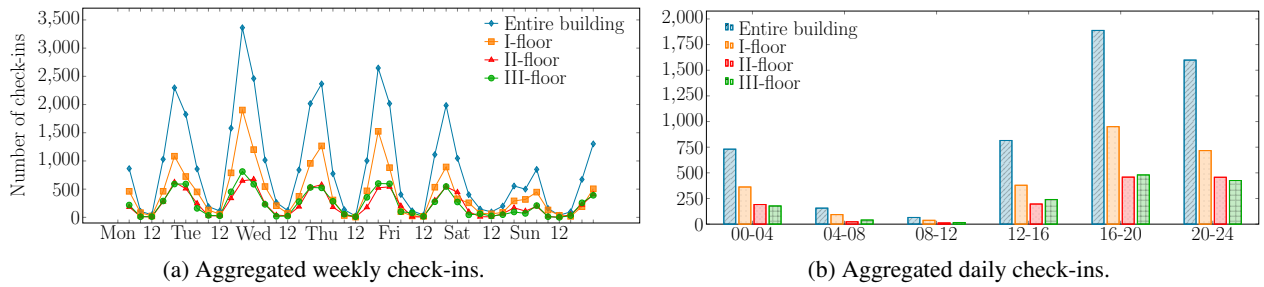 3,500
3,000
2,500
2,000
1,500
1,000
500
0
Number of check-ins
Entire building
I-floor
II-floor
III-floor
Mon 12 Tue 12 Wed 12 Thu 12 Fri 12 Sat 12 Sun 12
(a) Aggregated weekly check-ins.
2,000
1,750
1,500
1,250
1,000
750
500
250
0
Entire building
I-floor
II-floor
III-floor
00-04 04-08 08-12 12-16 16-20 20-24
(b) Aggregated daily check-ins.